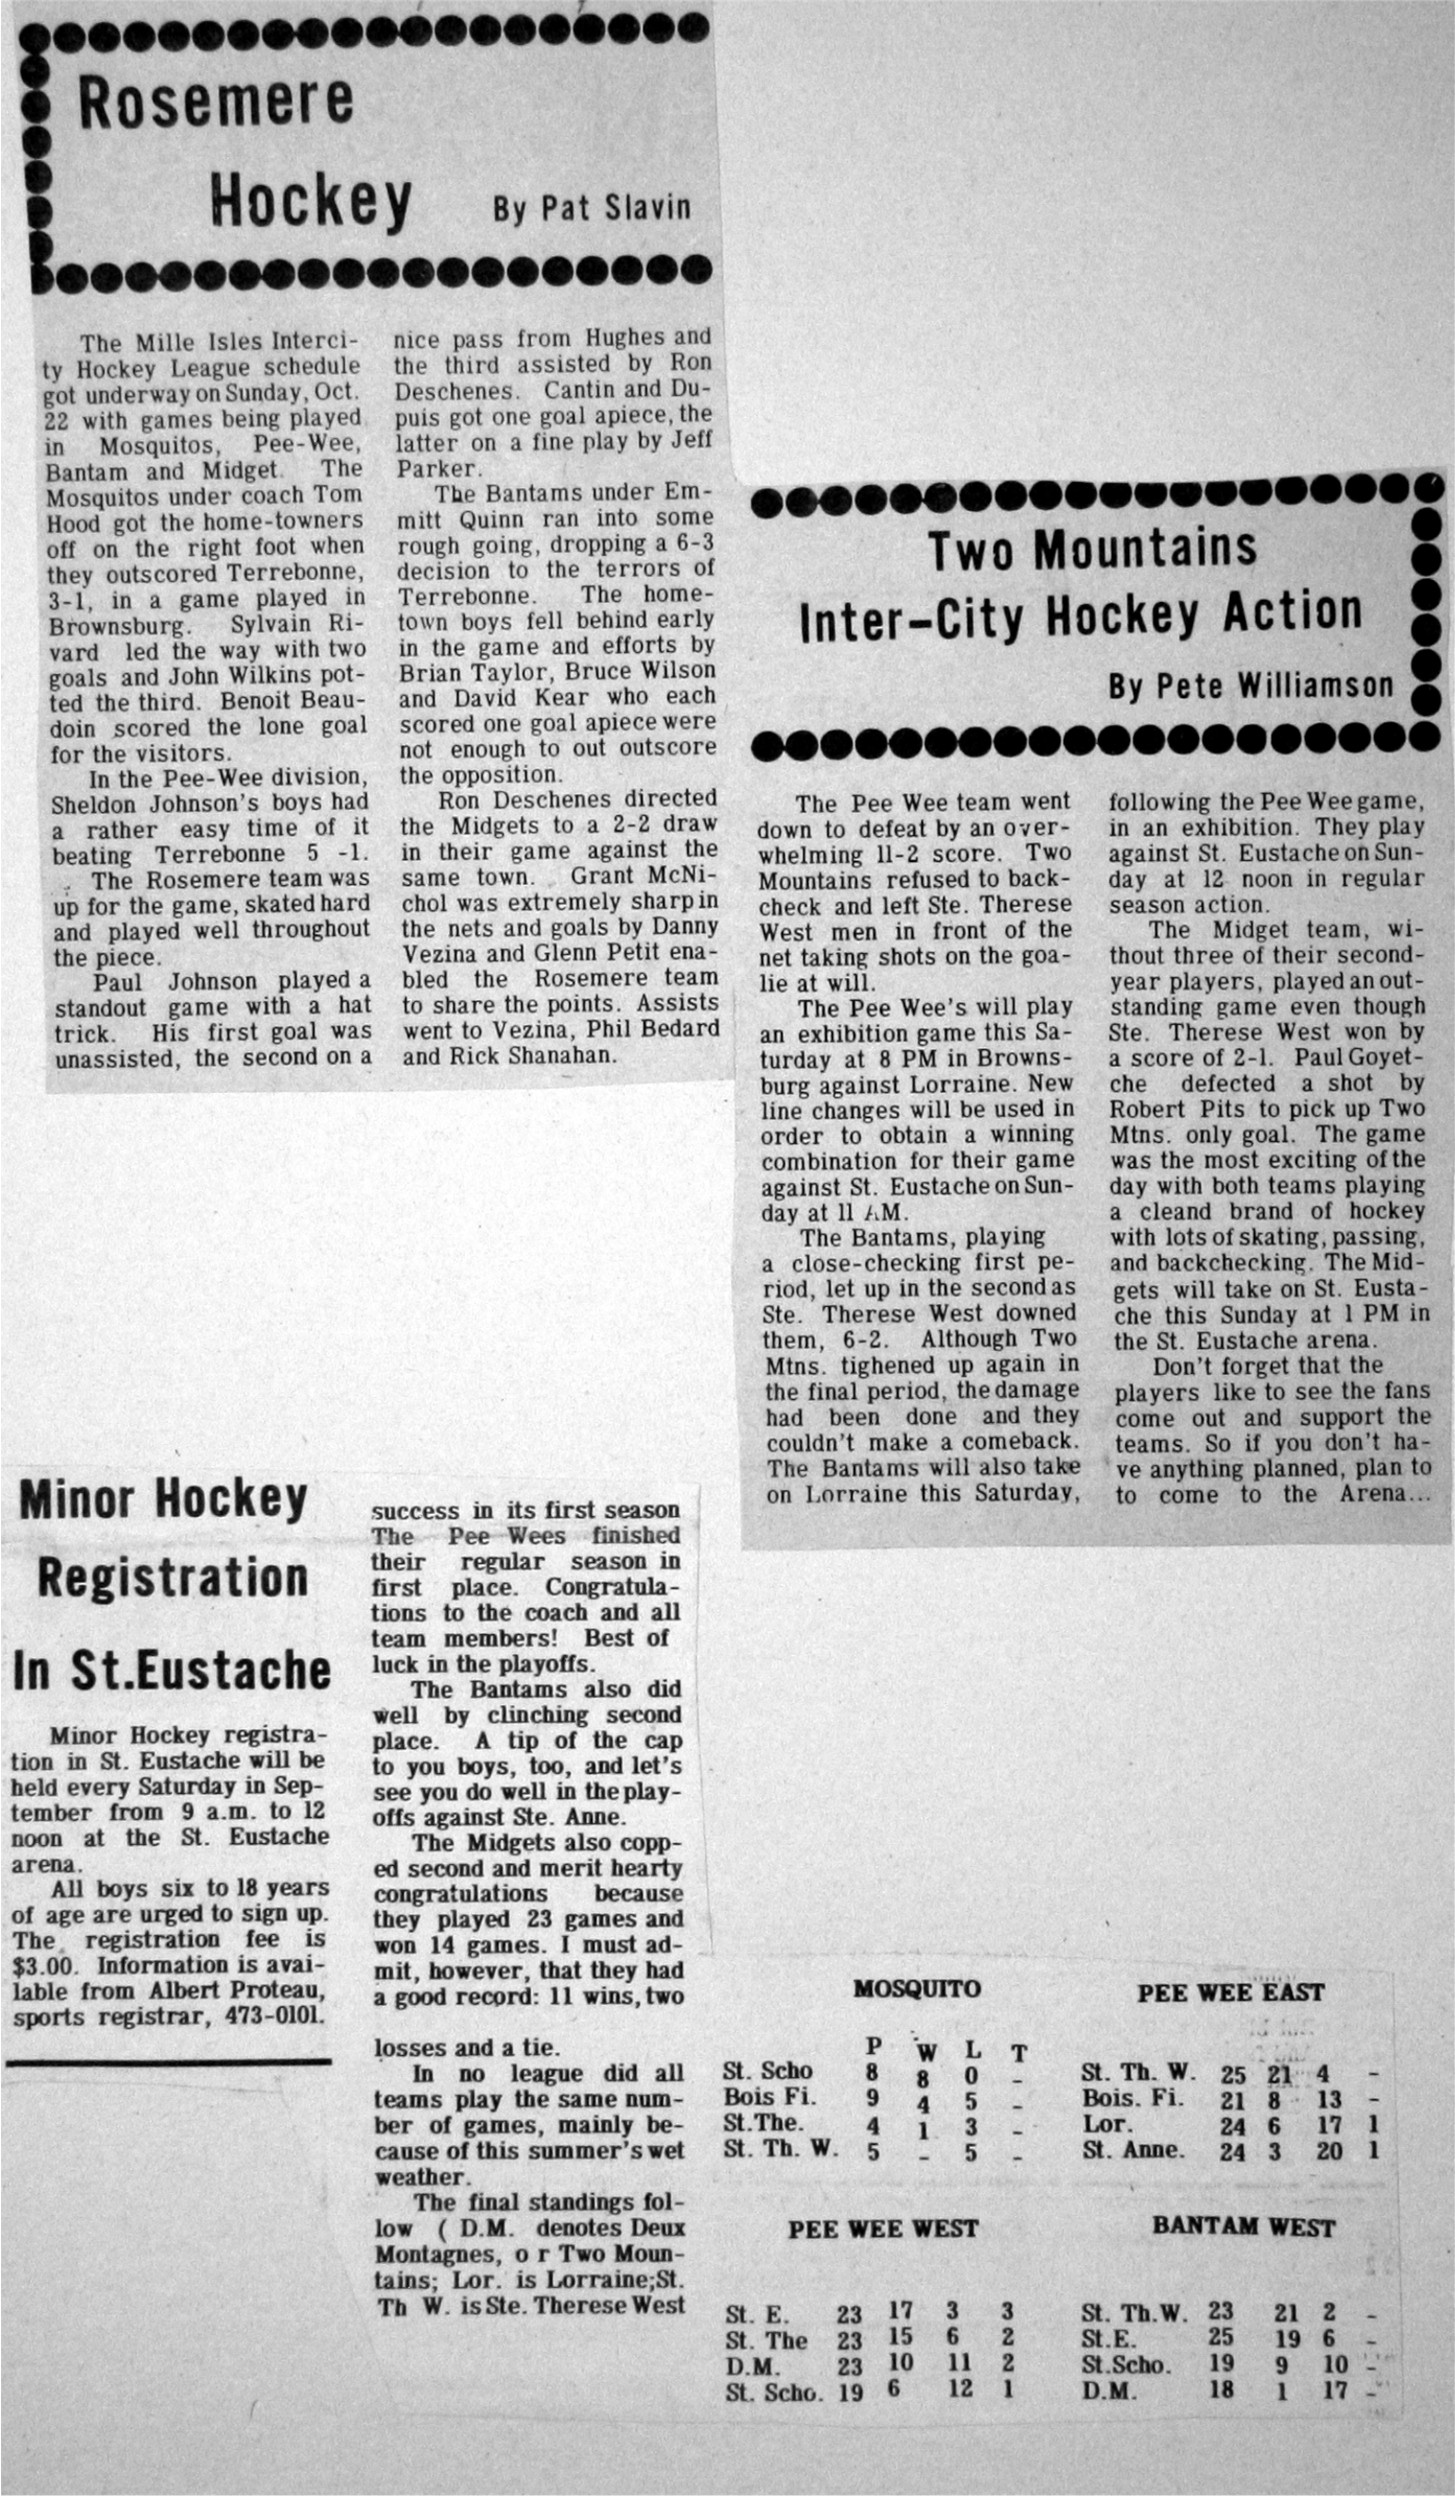 Rosemere
Hockey By Pat Slavin
The Mille Isles Interci-
ty Hockey League schedule
got underway on Sunday, Oct.
22 with games being played
in Mosquitos, Pee-Wee,
Bantam and Midget. The
Mosquitos under coach Tom
Hood got the home-towners
off on the right foot when
they outscored Terrebonne,
3-1, in a game played in
Brownsburg. Sylvain Ri-
vard led the way with two
goals and John Wilkins pot-
ted the third. Benoit Beau-
doin scored the lone goal
for the visitors.
In the Pee-Wee division,
Sheldon Johnson's boys had
a rather easy time of it
beating Terrebonne 5 -1.
The Rosemere team was
up for the game, skated hard
and played well throughout
the piece.
Paul Johnson played a
standout game with a hat
trick. His first goal was
unassisted, the second on a
nice pass from Hughes and
the third assisted by Ron
Deschenes. Cantin and Du-
puis got one goal apiece, the
latter on a fine play by Jeff
Parker.
The Bantams under Em-
mitt Quinn ran into some
rough going, dropping a 6-3
decision to the terrors of
Terrebonne. The home-
town boys fell behind early
in the game and efforts by
Brian Taylor, Bruce Wilson
and David Kear who each
scored one goal apiece were
not enough to out outscore
the opposition.
Ron Deschenes directed
the Midgets to a 2-2 draw
in their game against the
same town. Grant McNi-
chol was extremely sharp in
the nets and goals by Danny
Vezina and Glenn Petit ena-
bled the Rosemere team
to share the points. Assists
went to Vezina, Phil Bedard
and Rick Shanahan.
Two Mountains
Inter-City Hockey Action
By Pete Williamson
The Pee Wee team went
down to defeat by an over-
whelming 11-2 score. Two
Mountains refused to back-
check and left Ste. Therese
West men in front of the
net taking shots on the goa-
lie at will.
The Pee Wee's will play
an exhibition game this Sa-
turday at 8 PM in Browns-
burg against Lorraine. New
line changes will be used in
order to obtain a winning
combination for their game
against St. Eustache on Sun-
day at 11 AM.
The Bantams, playing
a close-checking first pe-
riod, let up in the second as
Ste. Therese West downed
them, 6-2. Although Two
Mtns. tighened up again in
the final period, the damage
had been done and they
couldn't make a comeback.
The Bantams will also take
on Lorraine this Saturday,
following the Pee Wee game,
in an exhibition. They play
against St. Eustache on Sun-
day at 12 noon in regular
season action.
The Midget team, wi-
thout three of their second-
year players, played an out-
standing game even though
Ste. Therese West won by
a score of 2-1. Paul Goyet-
che defected a shot by
Robert Pits to pick up Two
Mtns. only goal. The game
was the most exciting of the
day with both teams playing
a cleand brand of hockey
with lots of skating, passing,
and backchecking. The Mid-
gets will take on St. Eusta-
che this Sunday at 1 PM in
the St. Eustache arena.
Don't forget that the
players like to see the fans
come out and support the
teams. So if you don't ha-
ve anything planned, plan to
to come to the Arena...
Minor Hockey
Registration
In St.Eustache
Minor Hockey registra-
tion in St. Eustache will be
held every Saturday in Sep-
tember from 9 a.m. to 12
noon at the St. Eustache
arena.
All boys six to 18 years
of age are urged to sign up.
The registration fee is
$3.00. Information is avai-
lable from Albert Proteau,
sports registrar, 473-0101.
success in its first season
The Pee Wees finished
their regular season in
first place. Congratula-
tions to the coach and all
team members! Best of
luck in the playoffs.
The Bantams also did
well by clinching second
place. A tip of the cap
to you boys, too, and let's
see you do well in the play-
offs against Ste. Anne.
The Midgets also copp-
ed second and merit hearty
congratulations because
they played 23 games and
won 14 games. I must ad-
mit, however, that they had
a good record: 11 wins, two
losses and a tie.
In no league did all
teams play the same num-
ber of games, mainly be-
cause of this summer's wet
weather.
The final standings fol-
low ( D.M. denotes Deux
Montagnes, o r Two Moun-
tains; Lor. is Lorraine;St.
Th W. is Ste. Therese West
MOSQUITO
P W L T
St. Scho 8 8 0 -
Bois Fi. 9 4 5 -
St.The. 4 1 3 -
St. Th. W. 5 - 5 -
PEE WEE EAST
St. Th. W. 25 21 4 -
Bois. Fi. 21 8 13 -
Lor. 24 6 17 1
St. Anne. 24 3 20 1
PEE WEE WEST
St. E. 23 17 3 3
St. The 23 15 6 2
D.M. 23 10 11 2
St. Scho. 19 6 12 1
BANTAM WEST
St. Th.W. 23 21 2 -
St.E. 25 19 6 -
St.Scho. 19 9 10 -
D.M. 18 1 17 -